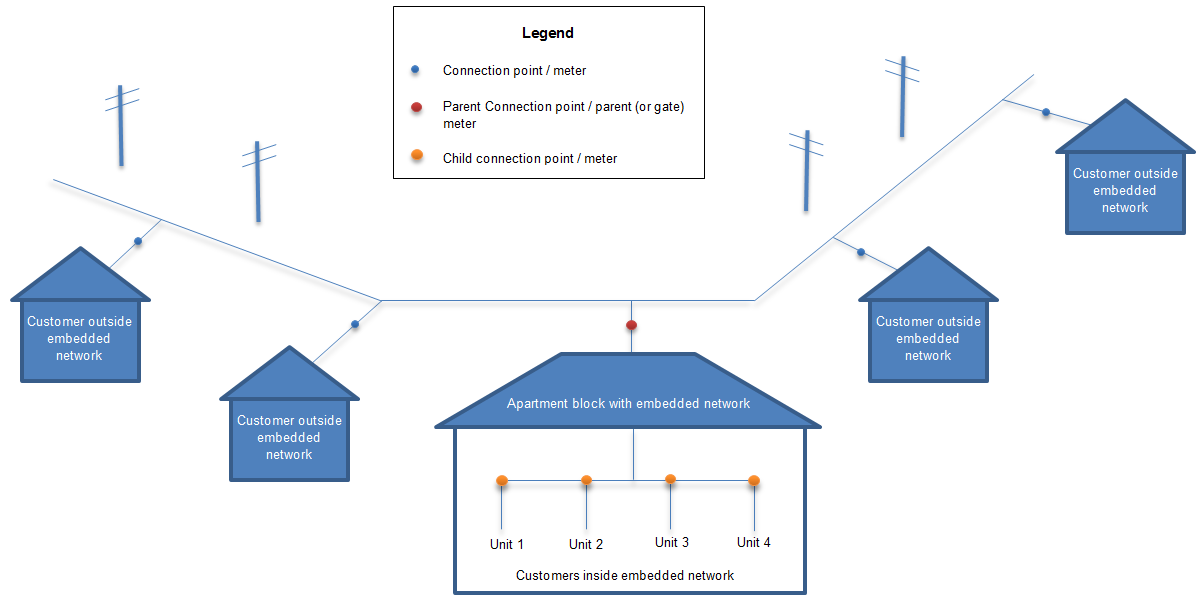 Legend
Connection point / meter
Parent Connection point / parent (or gate)
meter
Child connection point / meter
Customer outside
embedded
network
Customer outside
embedded
network
Customer outside
embedded
network
Customer outside
embedded
network
Apartment block with embedded network
Unit 1
Unit 2
Unit 3
Unit 4
Customers inside embedded network